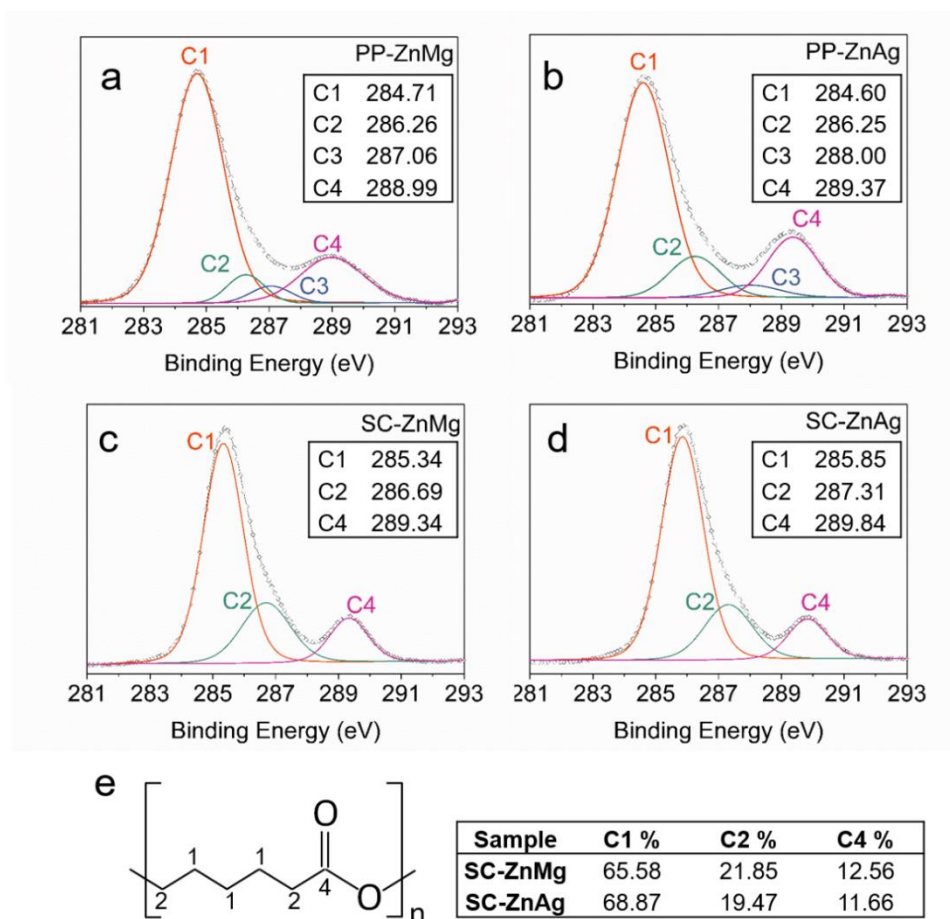 a
PP-ZnMg
C1
C1 284.71
C2 286.26
C3 287.06
C4 288.99
C2
C3
C4
281 283 285 287 289 291 293
Binding Energy (eV)
b
PP-ZnAg
C1
C1 284.60
C2 286.25
C3 288.00
C4 289.37
C2
C4
C3
281 283 285 287 289 291 293
Binding Energy (eV)
c
SC-ZnMg
C1
C1 285.34
C2 286.69
C4 289.34
C2
C4
281 283 285 287 289 291 293
Binding Energy (eV)
d
SC-ZnAg
C1
C1 285.85
C2 287.31
C4 289.84
C2
C4
281 283 285 287 289 291 293
Binding Energy (eV)
e
O
1 1
4
2 1 2
O
n
Sample C1 % C2 % C4 %
SC-ZnMg 65.58 21.85 12.56
SC-ZnAg 68.87 19.47 11.66